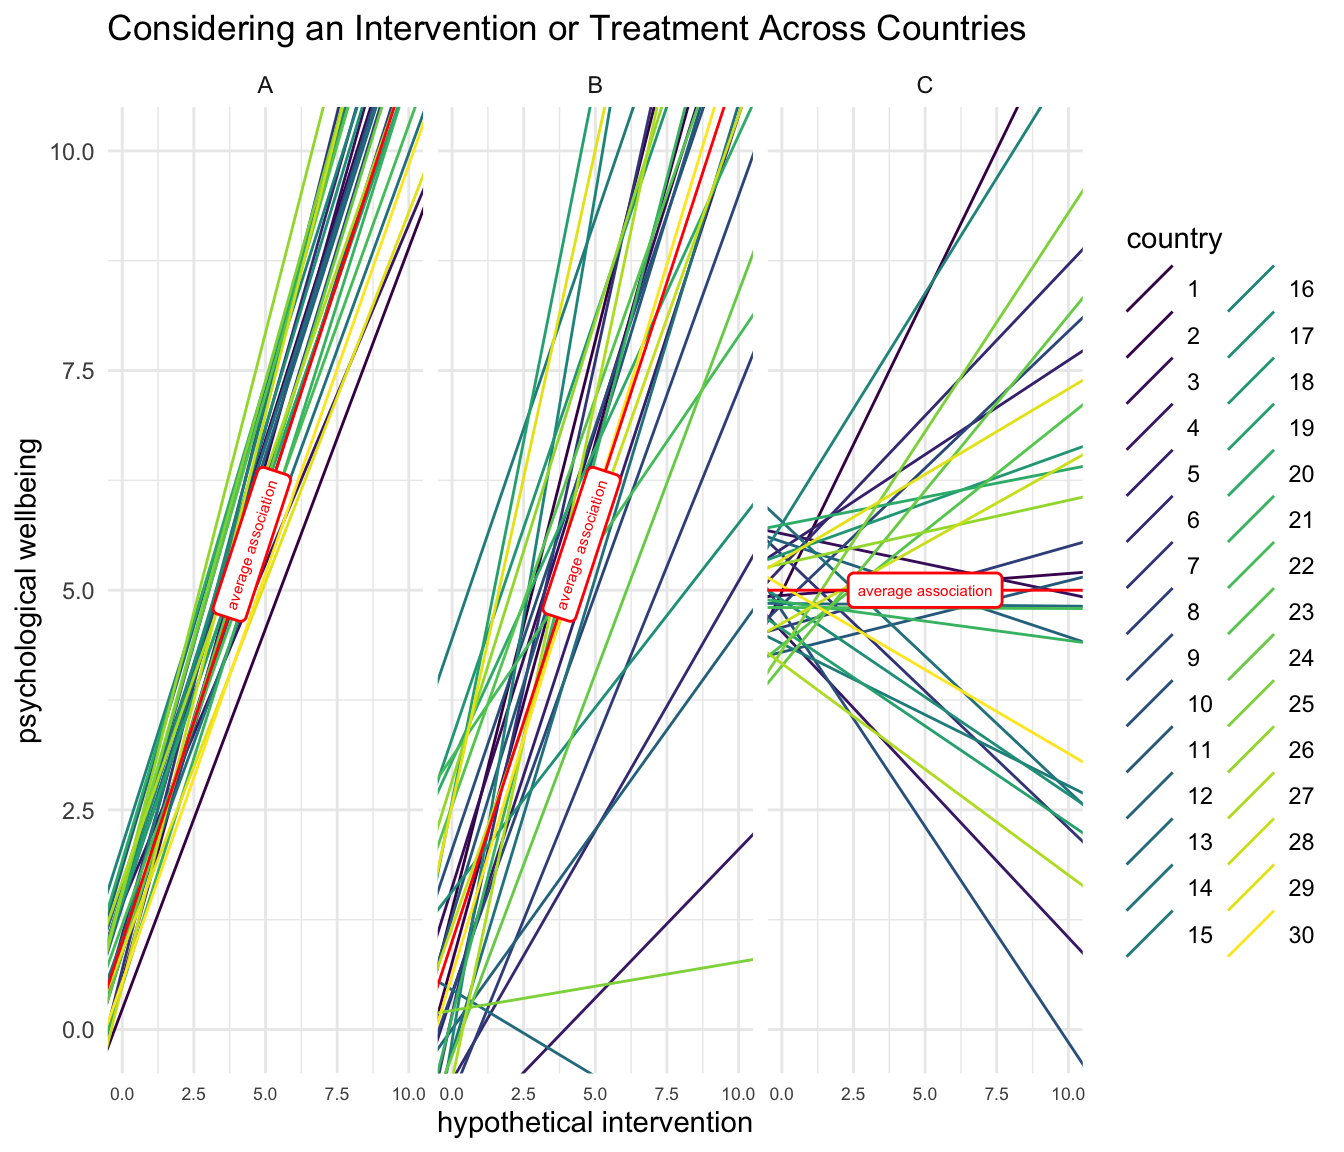 Considering an Intervention or Treatment Across Countries
A
B
C
psychological wellbeing
10.0
7.5
5.0
2.5
0.0
average association
average association
average association
0.0 2.5 5.0 7.5 10.0
0.0 2.5 5.0 7.5 10.0
0.0 2.5 5.0 7.5 10.0
hypothetical intervention
country
1
2
3
4
5
6
7
8
9
10
11
12
13
14
15
16
17
18
19
20
21
22
23
24
25
26
27
28
29
30